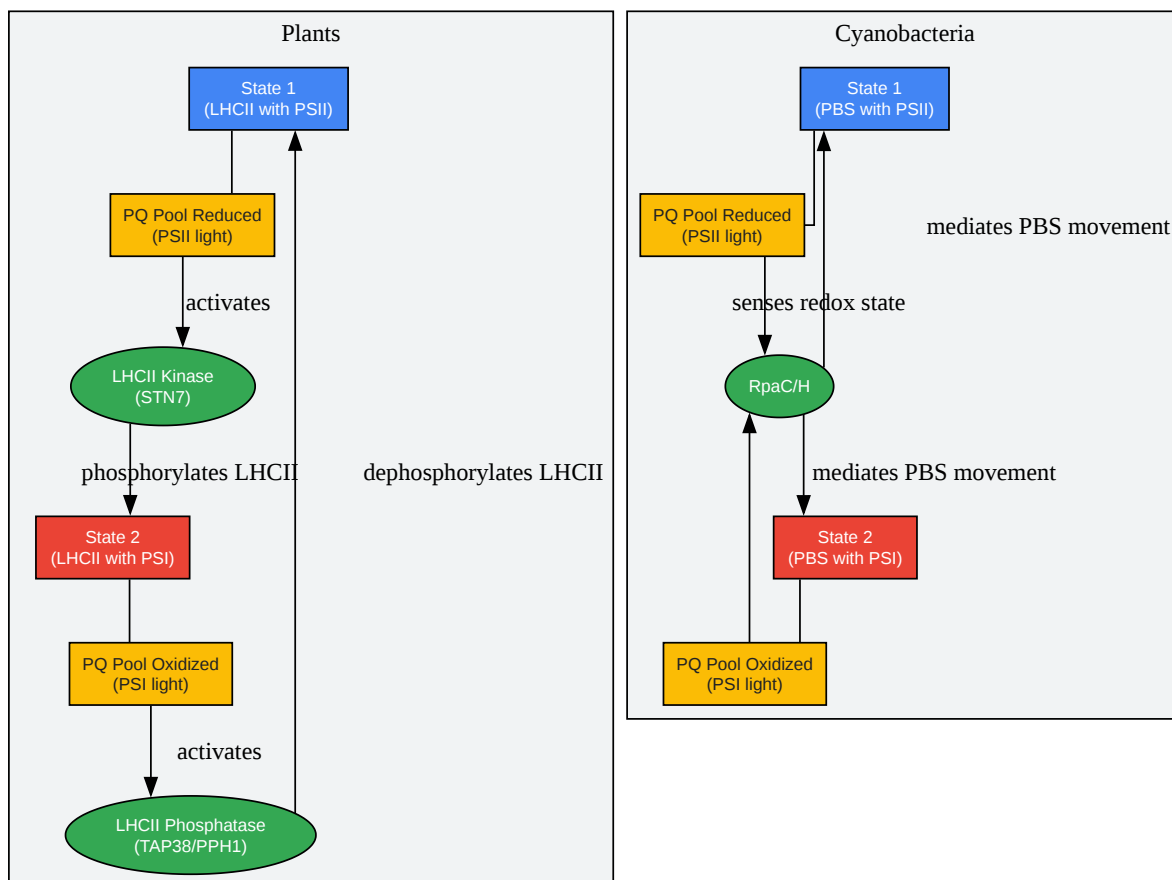 Plants
State 1
(LHCII with PSII)
PQ Pool Reduced
(PSII light)
activates
LHCII Kinase
(STN7)
phosphorylates LHCII
dephosphorylates LHCII
State 2
(LHCII with PSI)
PQ Pool Oxidized
(PSI light)
activates
LHCII Phosphatase
(TAP38/PPH1)
Cyanobacteria
State 1
(PBS with PSII)
PQ Pool Reduced
(PSII light)
mediates PBS movement
senses redox state
RpaC/H
mediates PBS movement
State 2
(PBS with PSI)
PQ Pool Oxidized
(PSI light)